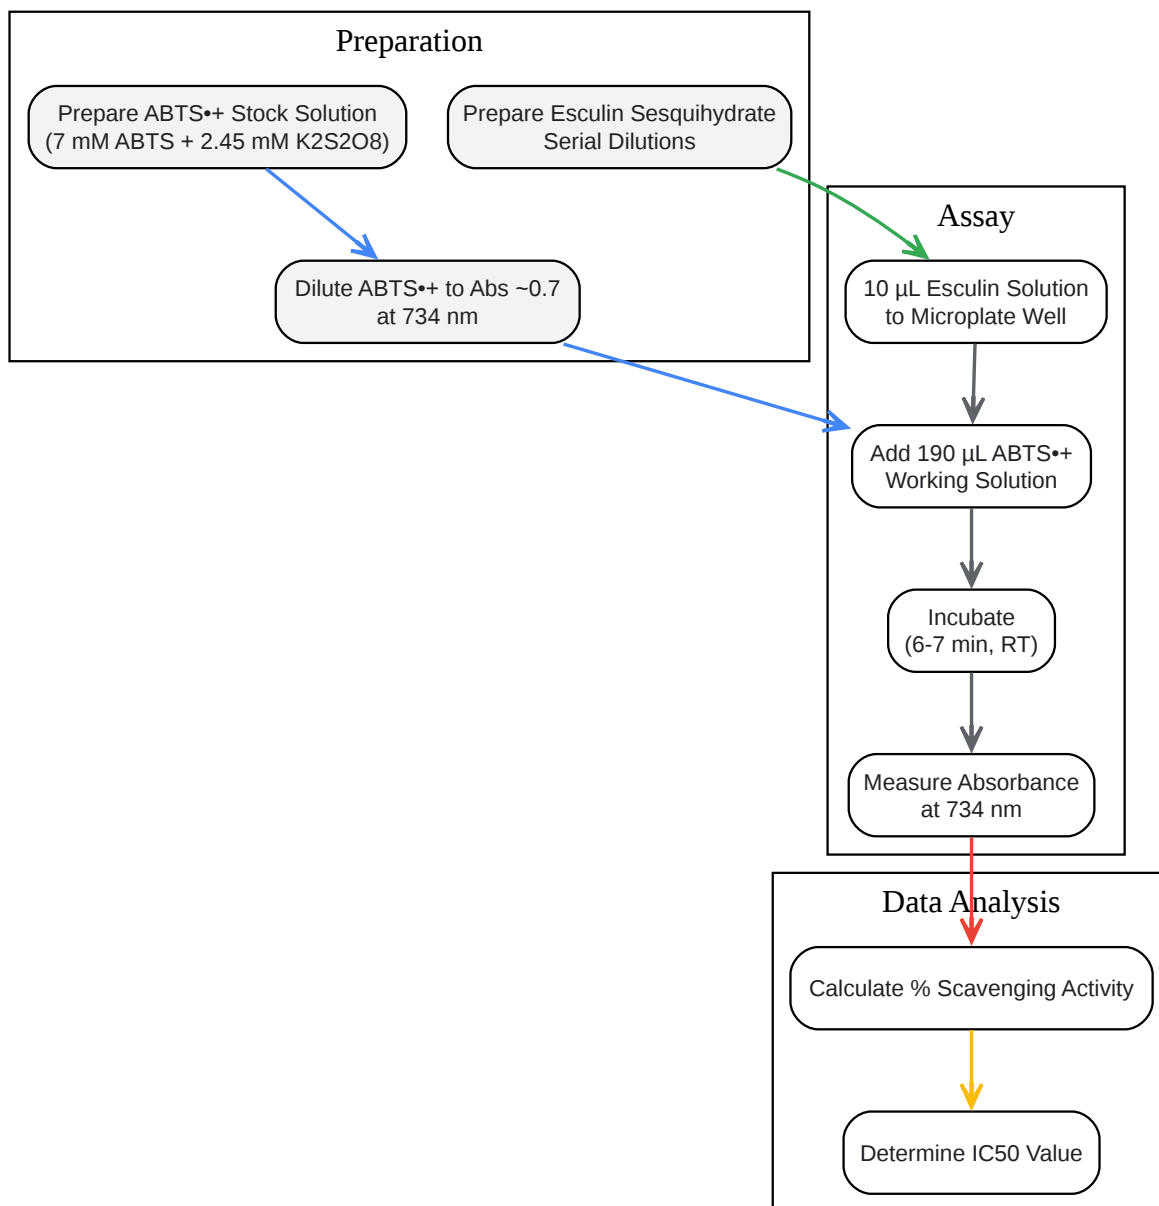 Preparation
Prepare ABTS•+ Stock Solution
(7 mM ABTS + 2.45 mM K2S2O8)
Prepare Esculin Sesquihydrate
Serial Dilutions
Dilute ABTS•+ to Abs ~0.7
at 734 nm
Assay
10 µL Esculin Solution
to Microplate Well
Add 190 µL ABTS•+
Working Solution
Incubate
(6-7 min, RT)
Measure Absorbance
at 734 nm
Data Analysis
Calculate % Scavenging Activity
Determine IC50 Value